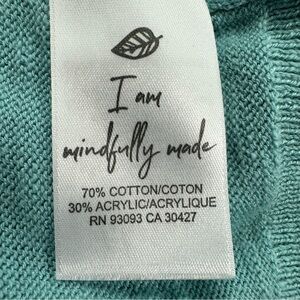 I am
mindfully made
70% COTTON/COTON
30% ACRYLIC/ACRYLIQUE
RN 93093 CA 30427